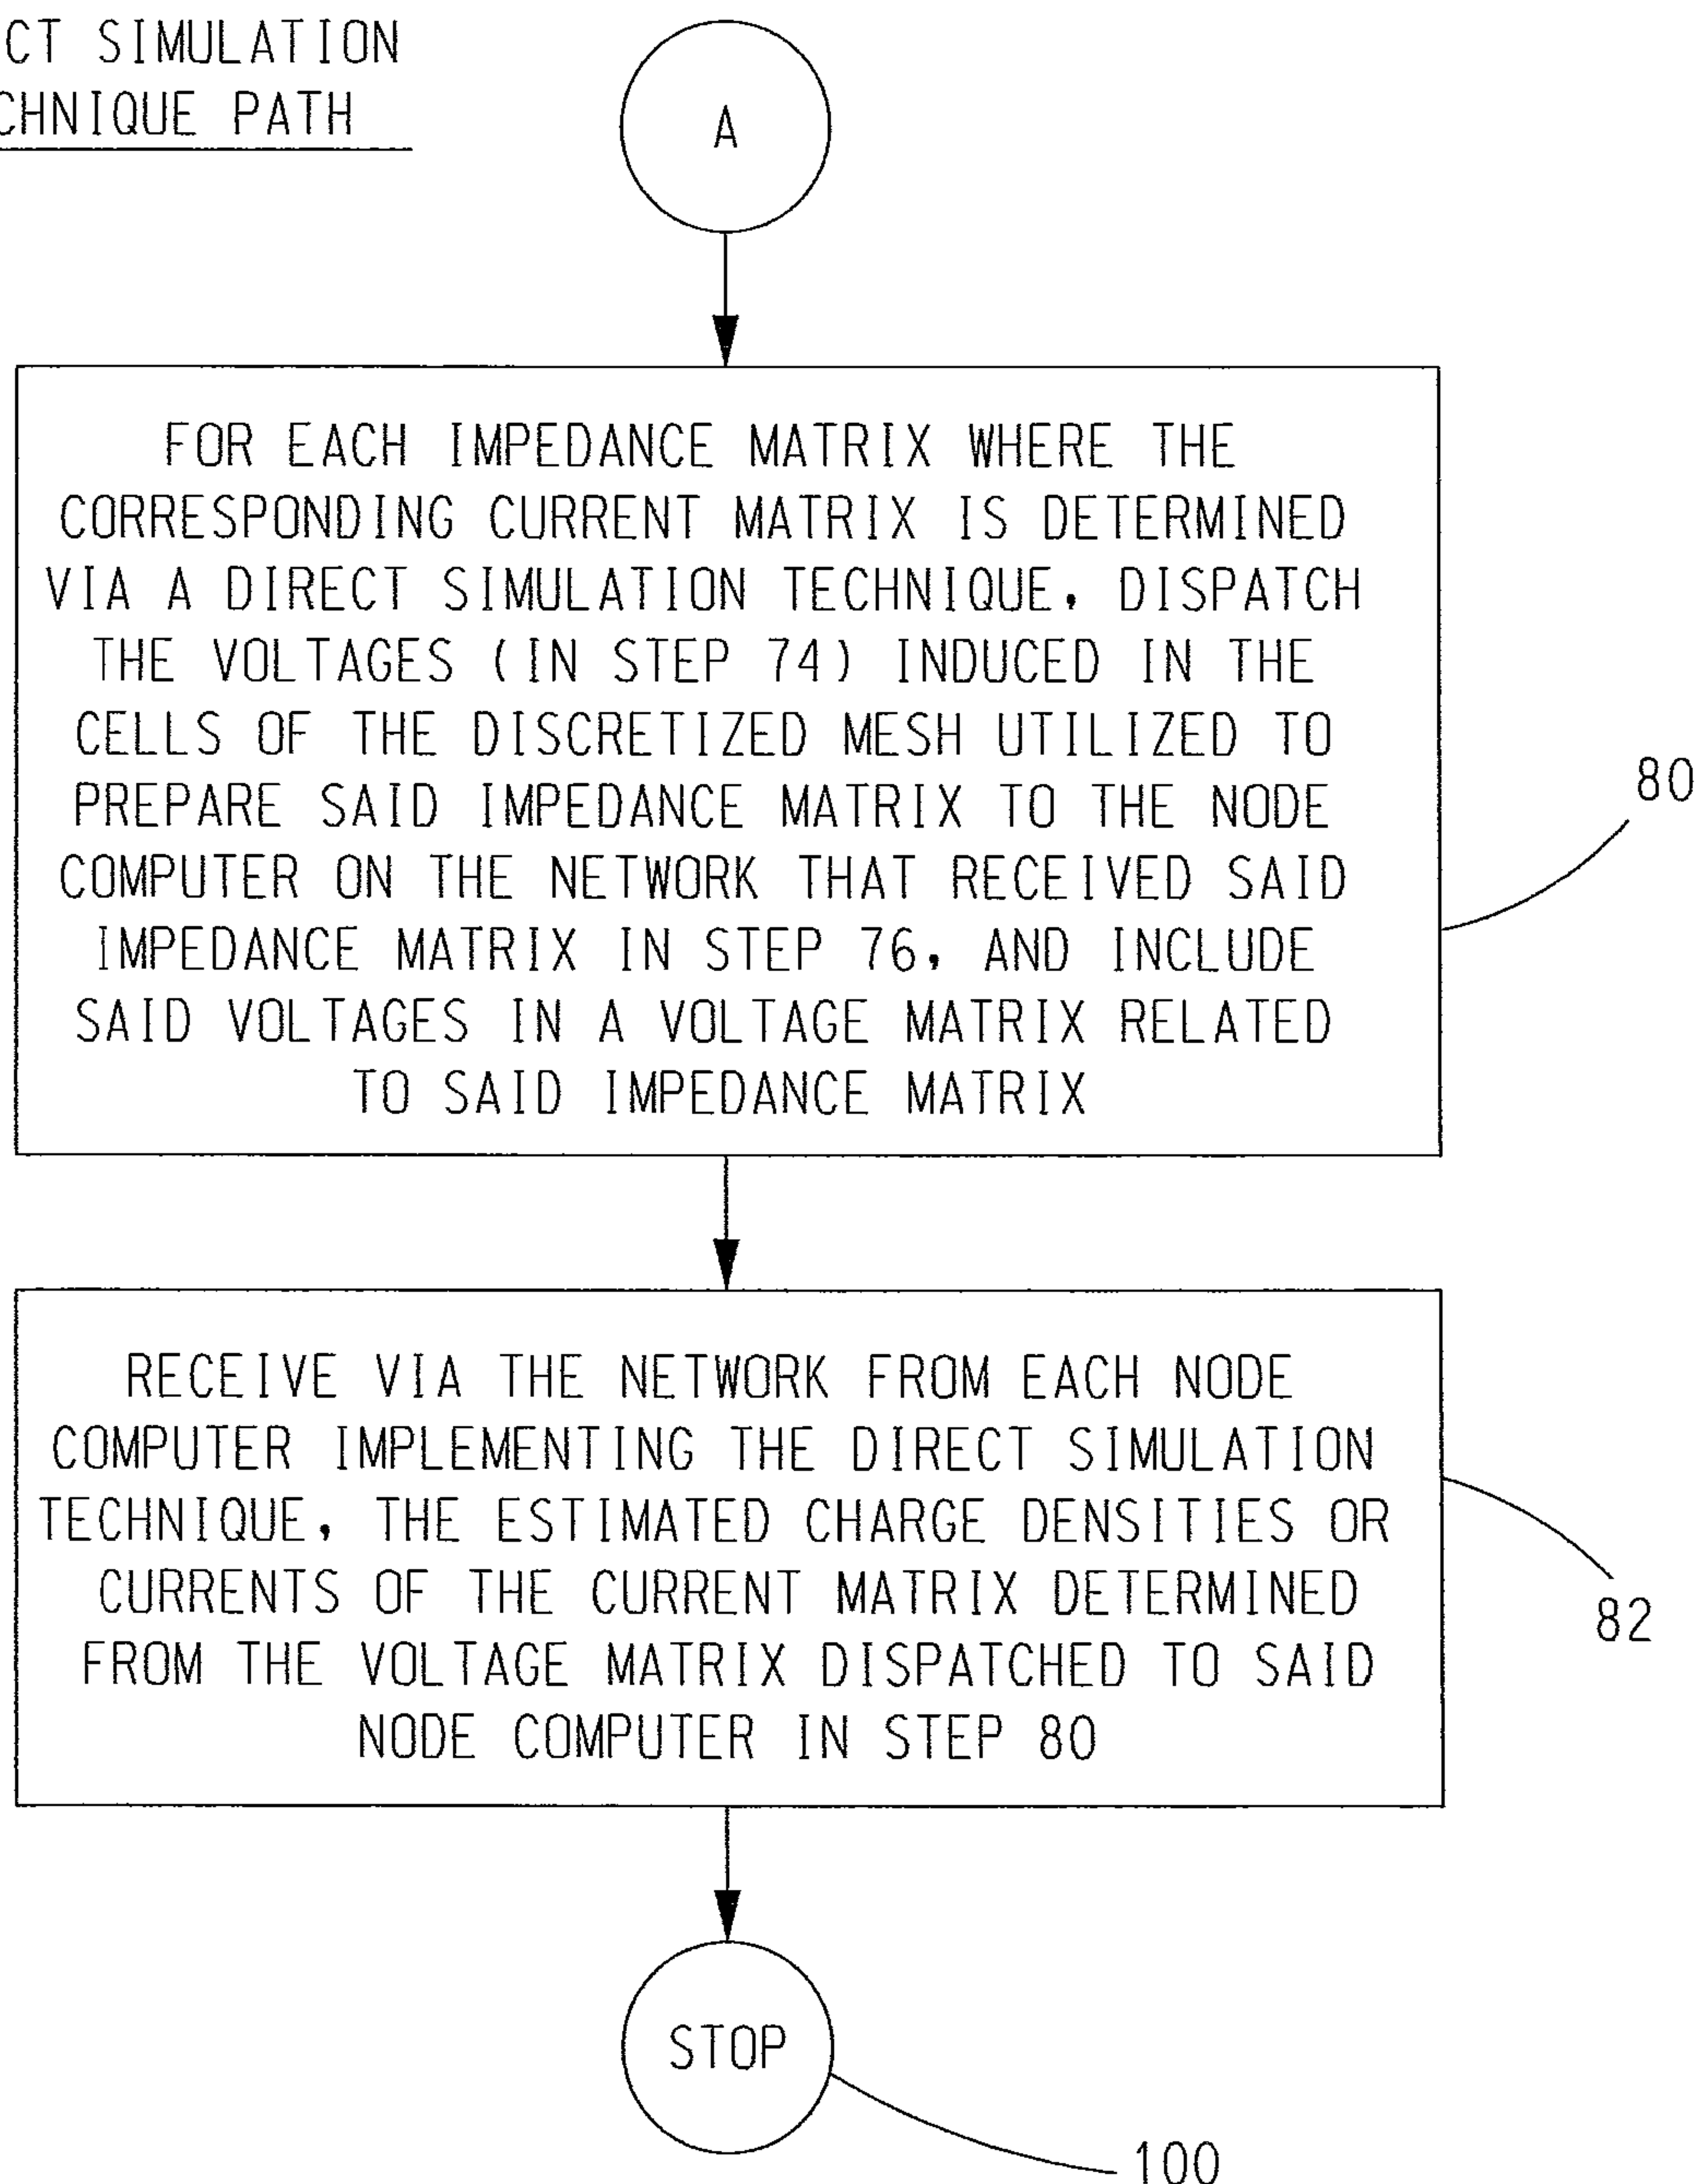 CT SIMULATION
CHNIQUE PATH
A
FOR EACH IMPEDANCE MATRIX WHERE THE
CORRESPONDING CURRENT MATRIX IS DETERMINED
VIA A DIRECT SIMULATION TECHNIQUE, DISPATCH
THE VOLTAGES (IN STEP 74) INDUCED IN THE
CELLS OF THE DISCRETIZED MESH UTILIZED TO
PREPARE SAID IMPEDANCE MATRIX TO THE NODE
COMPUTER ON THE NETWORK THAT RECEIVED SAID
IMPEDANCE MATRIX IN STEP 76, AND INCLUDE
SAID VOLTAGES IN A VOLTAGE MATRIX RELATED
TO SAID IMPEDANCE MATRIX
80
RECEIVE VIA THE NETWORK FROM EACH NODE
COMPUTER IMPLEMENTING THE DIRECT SIMULATION
TECHNIQUE, THE ESTIMATED CHARGE DENSITIES OR
CURRENTS OF THE CURRENT MATRIX DETERMINED
FROM THE VOLTAGE MATRIX DISPATCHED TO SAID
NODE COMPUTER IN STEP 80
82
STOP
100